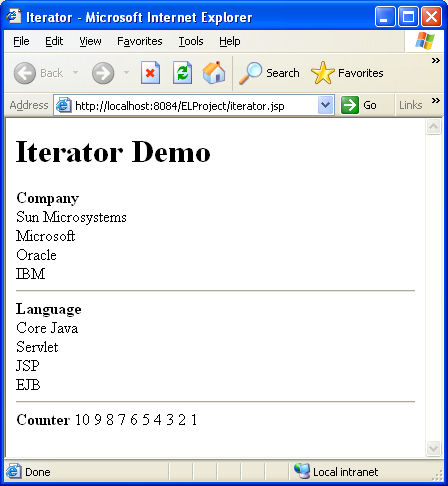 Iterator - Microsoft Internet Explorer
File Edit View Favorites Tools Help »
Back Search Favorites »
Address http://localhost:8084/ELProject/iterator.jsp Go Links »
Iterator Demo
Company
Sun Microsystems
Microsoft
Oracle
IBM
Language
Core Java
Servlet
JSP
EJB
Counter 10 9 8 7 6 5 4 3 2 1
Done Local intranet